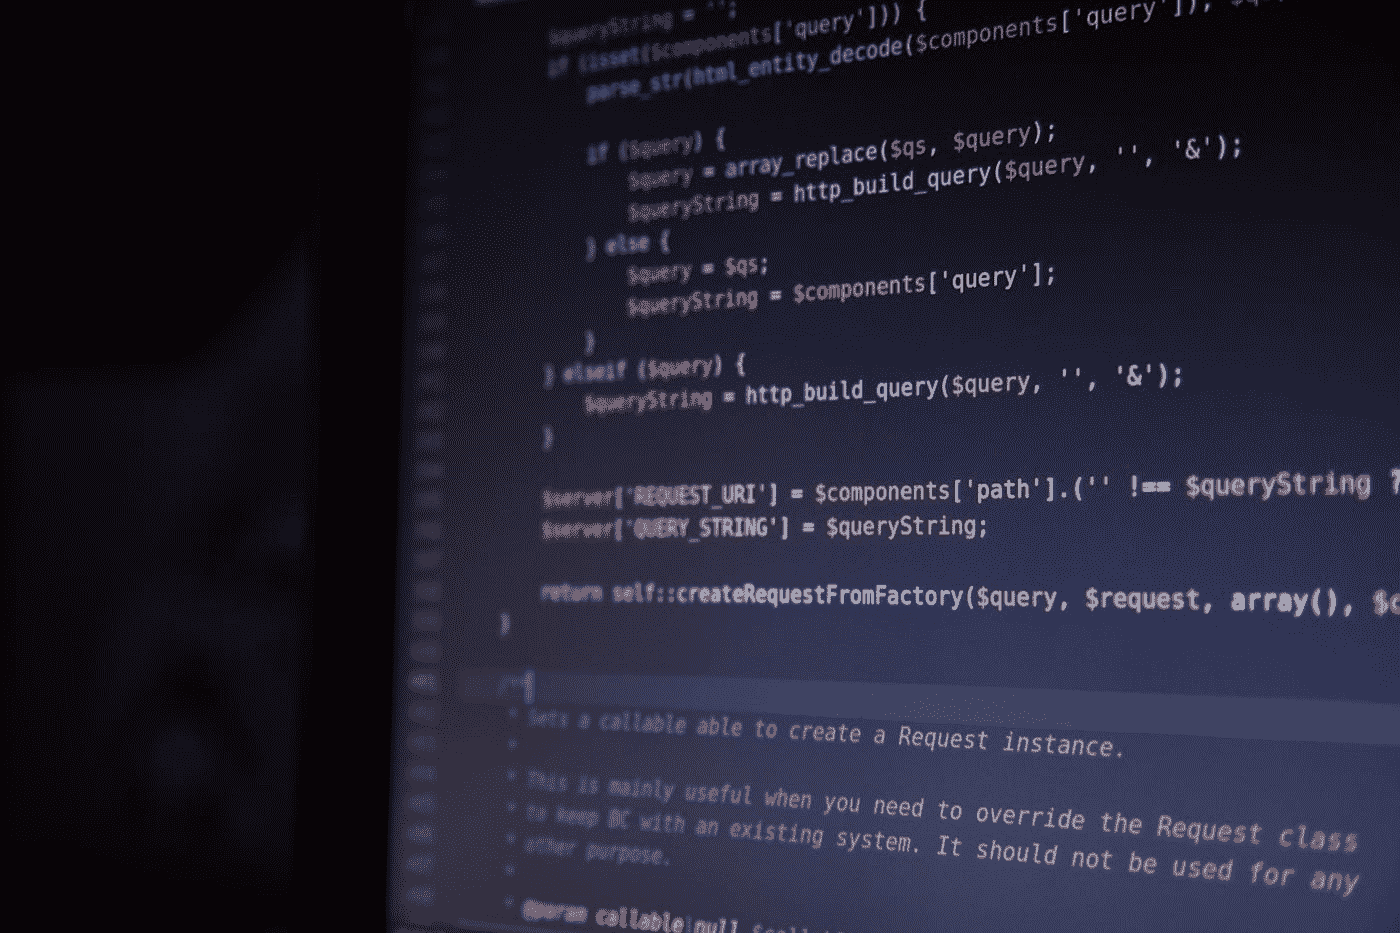 $queryString = '';
if (isset($components['query'])) {
parse_str(html_entity_decode($components['query']),
if ($query) {
$query = array_replace($qs, $query);
$queryString = http_build_query($query, '', '&');
} else {
$query = $qs;
$queryString = $components['query'];
}
} elseif ($query) {
$queryString = http_build_query($query, '', '&');
}
$server['REQUEST_URI'] = $components['path'].('' !== $queryString ?
$server['QUERY_STRING'] = $queryString;
return self::createRequestFromFactory($query, $request, array(), $c
}
/**
* Sets a callable able to create a Request instance.
*
* This is mainly useful when you need to override the Request class
* to keep BC with an existing system. It should not be used for any
* other purpose.
*
* @param callable|null